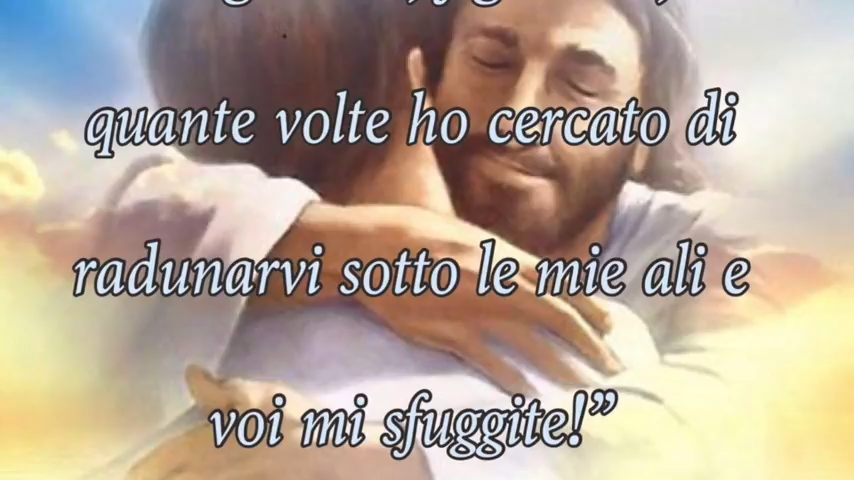 quante volte ho cercato di
radunarvi sotto le mie ali e
voi mi sfuggite!”